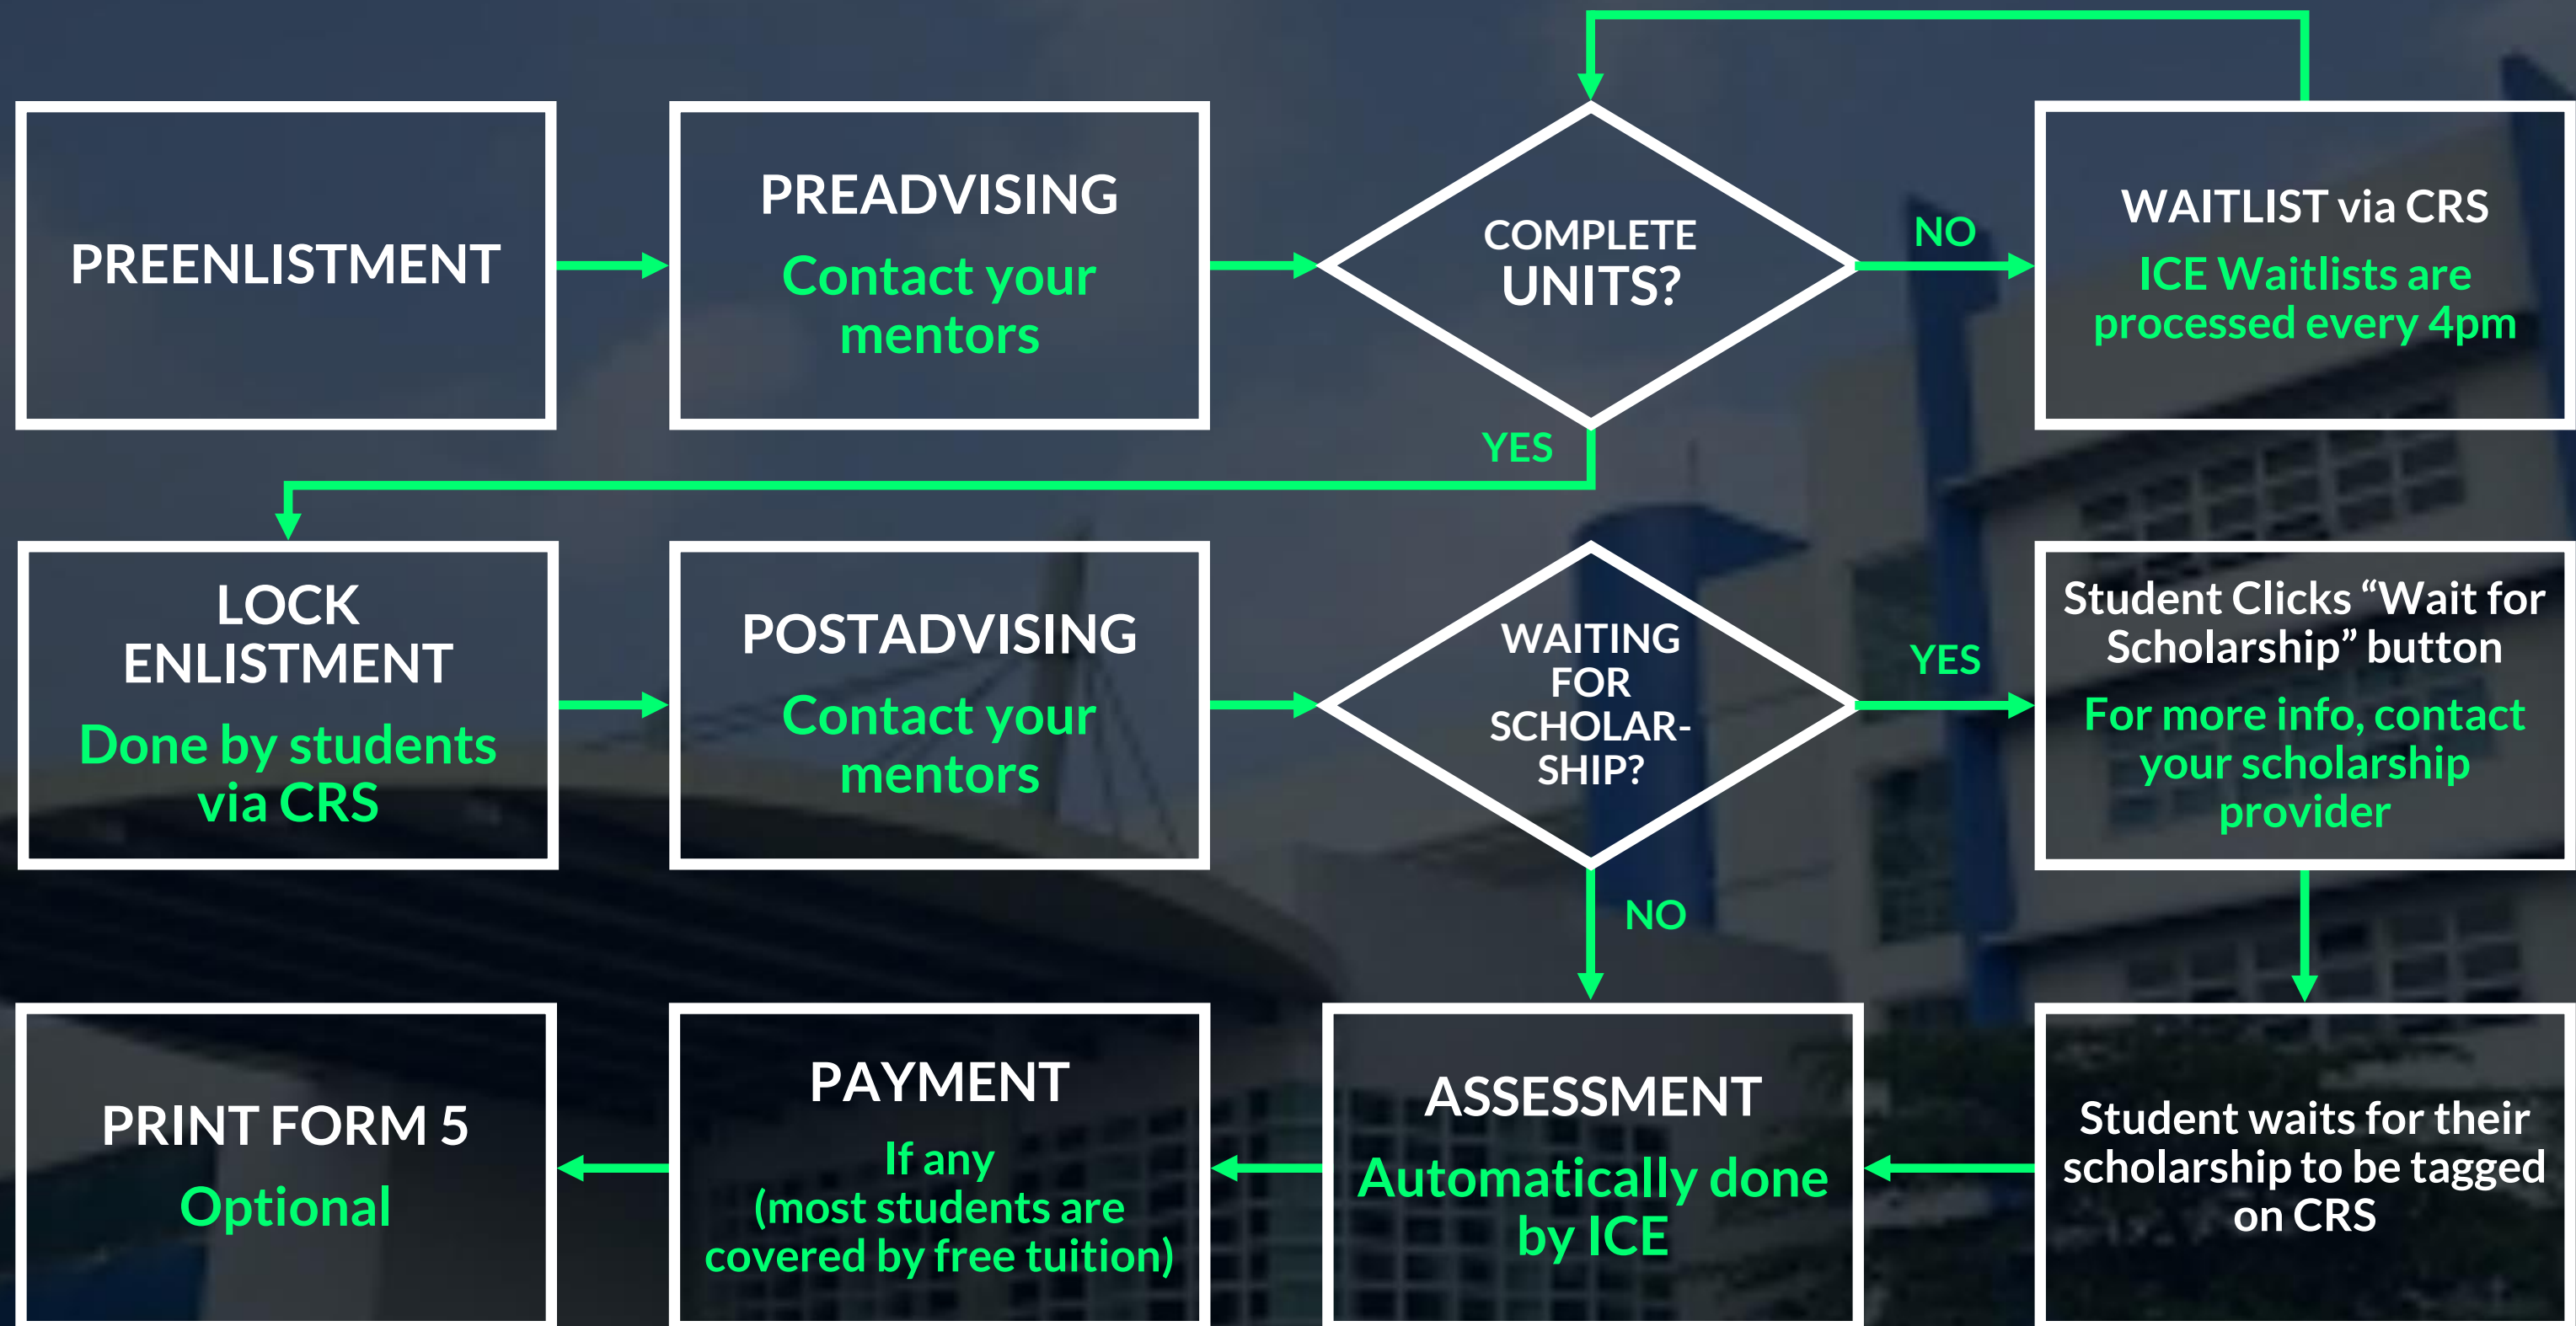 PREENLISTMENT
PREADVISING
Contact your
mentors
COMPLETE
UNITS?
NO
WAITLIST via CRS
ICE Waitlists are
processed every 4pm
YES
LOCK
ENLISTMENT
Done by students
via CRS
POSTADVISING
Contact your
mentors
WAITING
FOR
SCHOLAR-
SHIP?
YES
Student Clicks “Wait for
Scholarship” button
For more info, contact
your scholarship
provider
NO
PRINT FORM 5
Optional
PAYMENT
If any
(most students are
covered by free tuition)
ASSESSMENT
Automatically done
by ICE
Student waits for their
scholarship to be tagged
on CRS